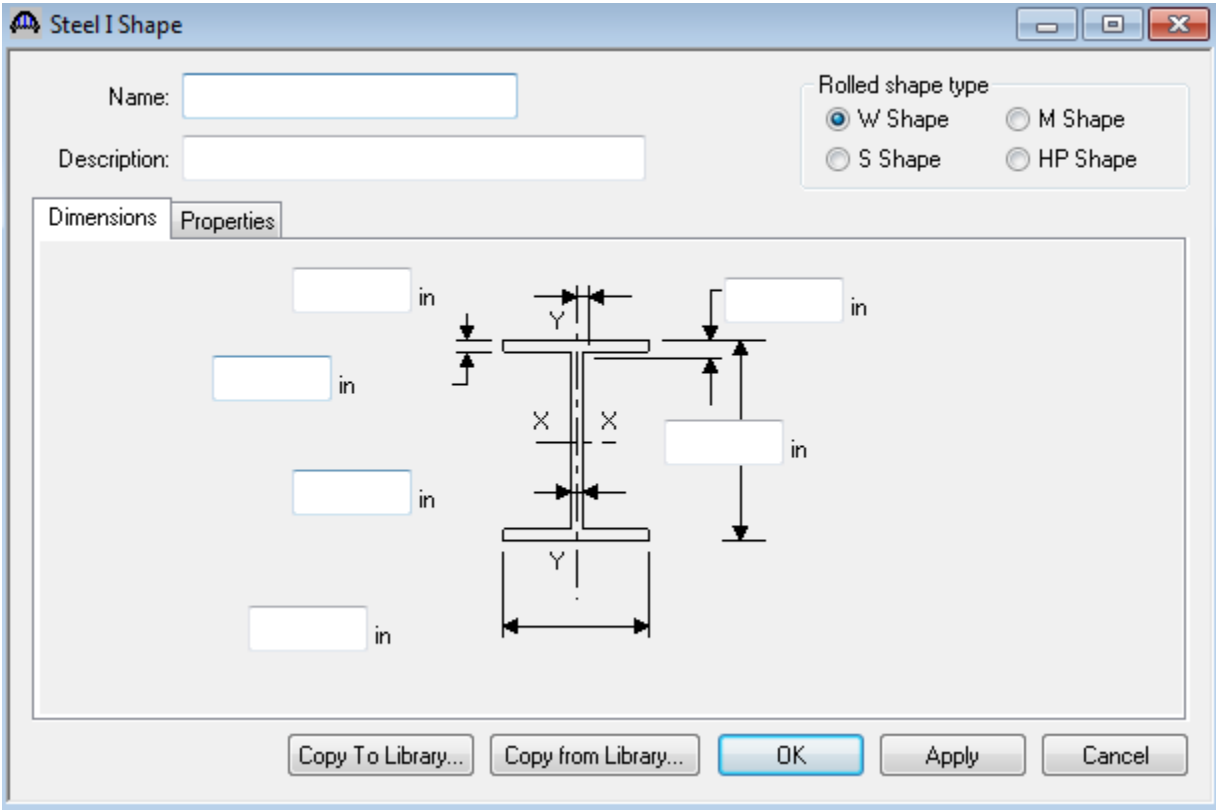 Steel I Shape
Name:
Rolled shape type
W Shape
M Shape
Description:
S Shape
HP Shape
Dimensions
Properties
in
in
Y
in
X X
in
in
Y
in
Copy To Library...
Copy from Library...
OK
Apply
Cancel